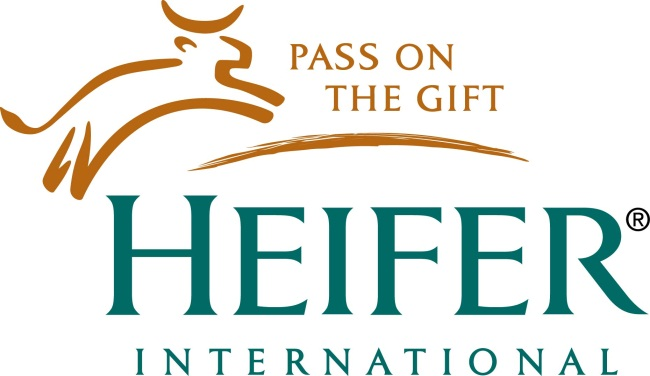 PASS ON
THE GIFT
HEIFER®
INTERNATIONAL